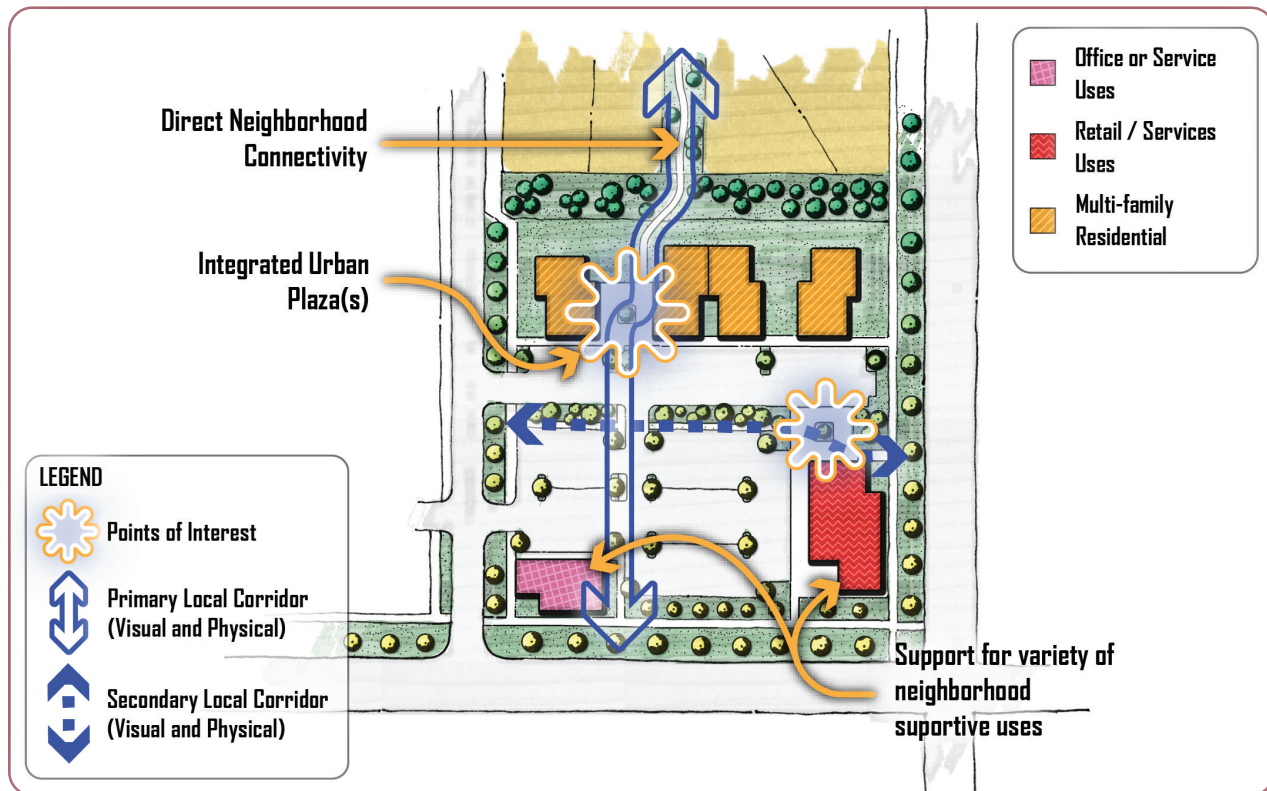 Direct Neighborhood
Connectivity
Integrated Urban
Plaza(s)
Office or Service
Uses
Retail / Services
Uses
Multi-family
Residential
LEGEND
Points of Interest
Primary Local Corridor
(Visual and Physical)
Secondary Local Corridor
(Visual and Physical)
Support for variety of
neighborhood
suportive uses